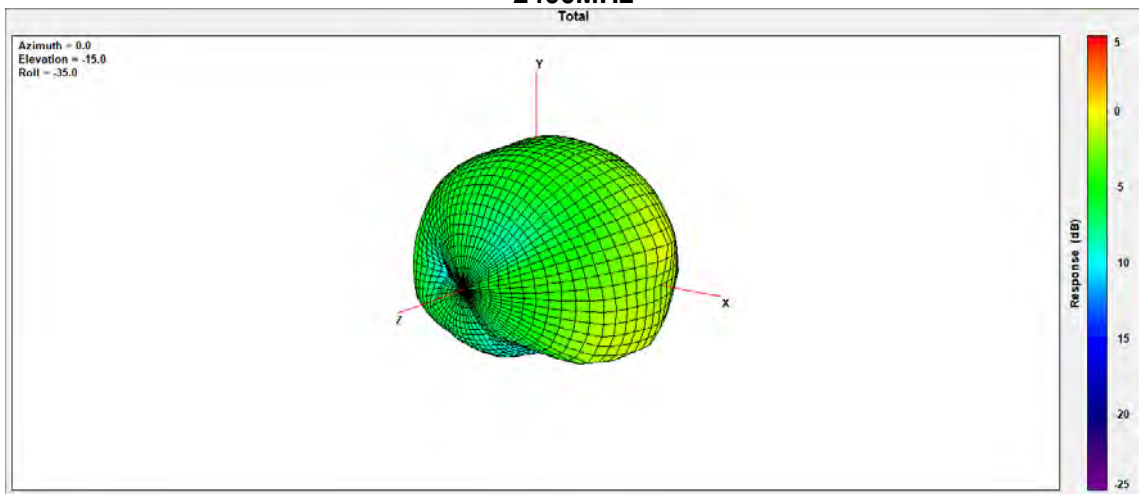 Total
Azimuth = 0.0
Elevation = -15.0
Roll = -35.0
Y
X
Z
5
0
-5
-10
-15
-20
-25
Response (dB)